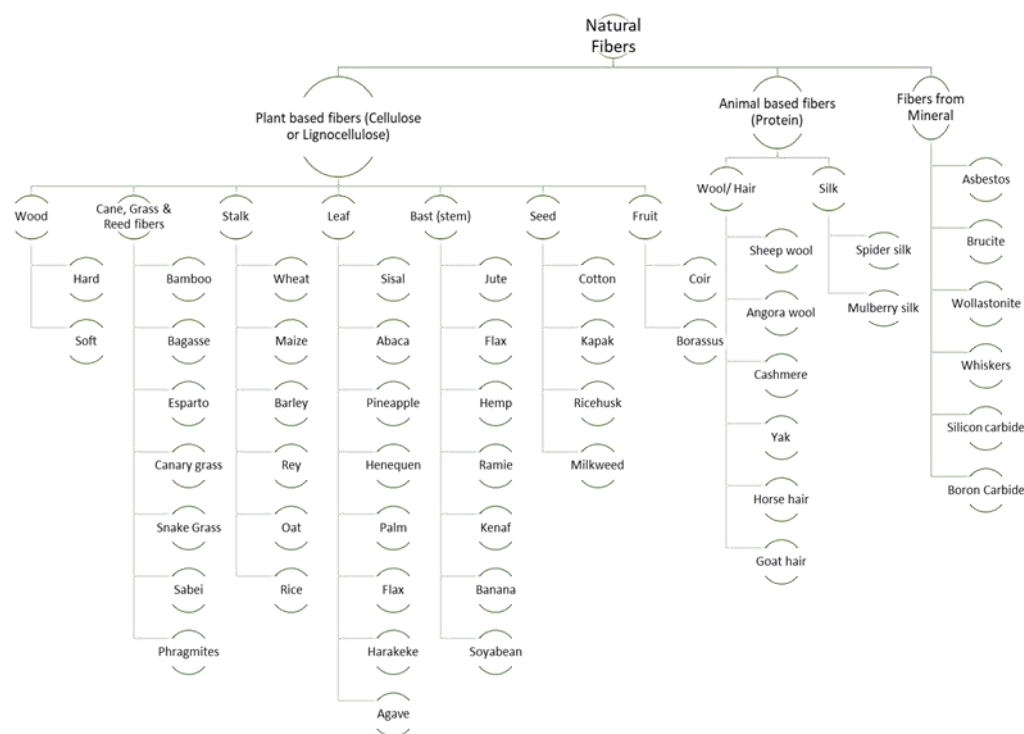 Natural
Fibers
Plant based fibers (Cellulose
or Lignocellulose)
Animal based fibers
(Protein)
Fibers from
Mineral
Wood
Cane, Grass &
Reed fibers
Stalk
Leaf
Bast (stem)
Seed
Fruit
Wool/ Hair
Silk
Hard
Soft
Bamboo
Bagasse
Esparto
Canary grass
Snake Grass
Sabei
Phragmites
Wheat
Maize
Barley
Rey
Oat
Rice
Sisal
Abaca
Pineapple
Henequen
Palm
Flax
Harakeke
Agave
Jute
Flax
Hemp
Ramie
Kenaf
Banana
Soyabean
Cotton
Kapak
Ricehusk
Milkweed
Coir
Borassus
Sheep wool
Angora wool
Cashmere
Yak
Horse hair
Goat hair
Spider silk
Mulberry silk
Asbestos
Brucite
Wollastonite
Whiskers
Silicon carbide
Boron Carbide